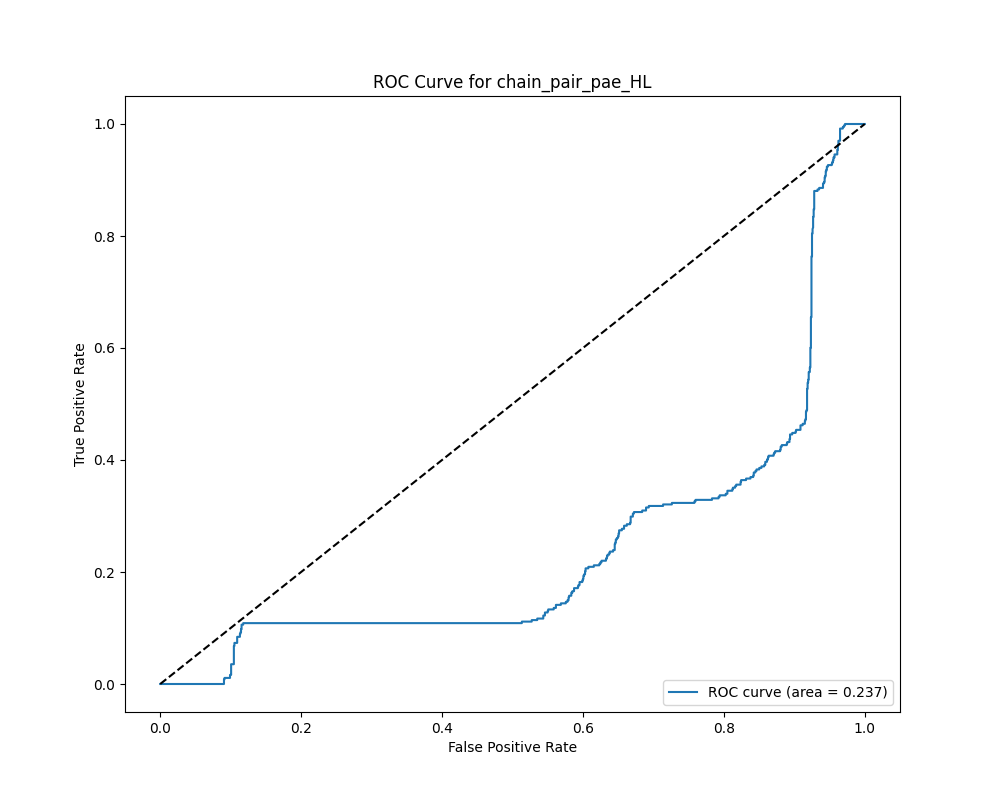 ROC Curve for chain_pair_pae_HL
True Positive Rate
1.0
0.8
0.6
0.4
0.2
0.0
ROC curve (area = 0.237)
0.0 0.2 0.4 0.6 0.8 1.0
False Positive Rate